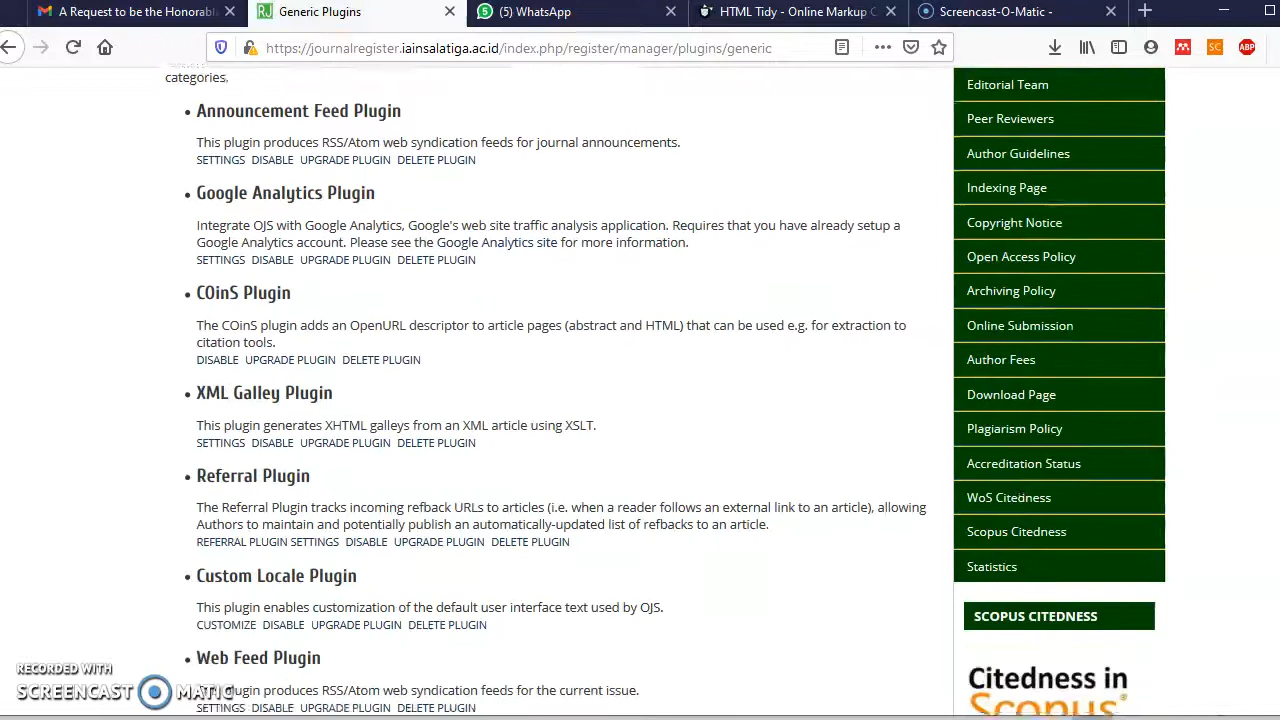 A Request to be the Honorabl
Generic Plugins
(5) WhatsApp
HTML Tidy - Online Markup C
Screencast-O-Matic -
https://journalregister.iainsalatiga.ac.id/index.php/register/manager/plugins/generic
SC
ABP
categories.
Announcement Feed Plugin
This plugin produces RSS/Atom web syndication feeds for journal announcements.
SETTINGS DISABLE UPGRADE PLUGIN DELETE PLUGIN
Google Analytics Plugin
Integrate OJS with Google Analytics, Google's web site traffic analysis application. Requires that you have already setup a
Google Analytics account. Please see the Google Analytics site for more information.
SETTINGS DISABLE UPGRADE PLUGIN DELETE PLUGIN
COinS Plugin
The COinS plugin adds an OpenURL descriptor to article pages (abstract and HTML) that can be used e.g. for extraction to
citation tools.
DISABLE UPGRADE PLUGIN DELETE PLUGIN
XML Galley Plugin
This plugin generates XHTML galleys from an XML article using XSLT.
SETTINGS DISABLE UPGRADE PLUGIN DELETE PLUGIN
Referral Plugin
The Referral Plugin tracks incoming refback URLs to articles (i.e. when a reader follows an external link to an article), allowing
Authors to maintain and potentially publish an automatically-updated list of refbacks to an article.
REFERRAL PLUGIN SETTINGS DISABLE UPGRADE PLUGIN DELETE PLUGIN
Custom Locale Plugin
This plugin enables customization of the default user interface text used by OJS.
CUSTOMIZE DISABLE UPGRADE PLUGIN DELETE PLUGIN
Web Feed Plugin
This plugin produces RSS/Atom web syndication feeds for the current issue.
SETTINGS DISABLE UPGRADE PLUGIN DELETE PLUGIN
Editorial Team
Peer Reviewers
Author Guidelines
Indexing Page
Copyright Notice
Open Access Policy
Archiving Policy
Online Submission
Author Fees
Download Page
Plagiarism Policy
Accreditation Status
WoS Citedness
Scopus Citedness
Statistics
SCOPUS CITEDNESS
Citedness in
Scopus®
RECORDED WITH
SCREENCAST MATIC